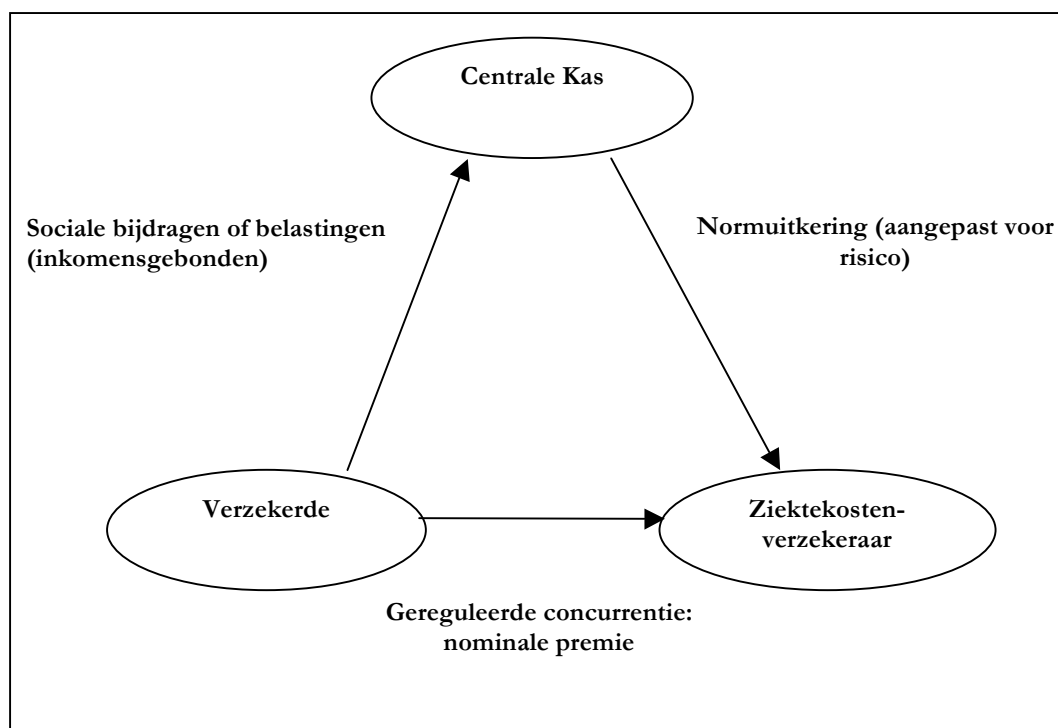 Centrale Kas
Sociale bijdragen of belastingen
(inkomensgebonden)
Normuitkering (aangepast voor
risico)
Verzekerde
Ziektekosten-
verzekeraar
Gereguleerde concurrentie:
nominale premie